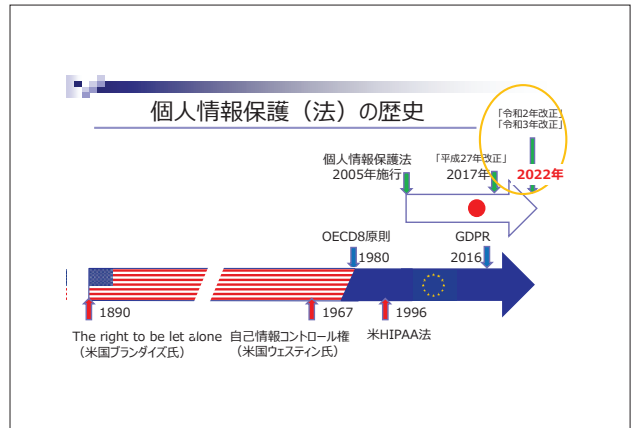 個人情報保護（法）の歴史
「令和2年改正」
「令和3年改正」
個人情報保護法
2005年施行
「平成27年改正」
2017年
2022年
OECD8原則
1980
GDPR
2016
1890
The right to be let alone
（米国ブランダイズ氏）
1967
自己情報コントロール権
（米国ウェスティン氏）
1996
米HIPAA法